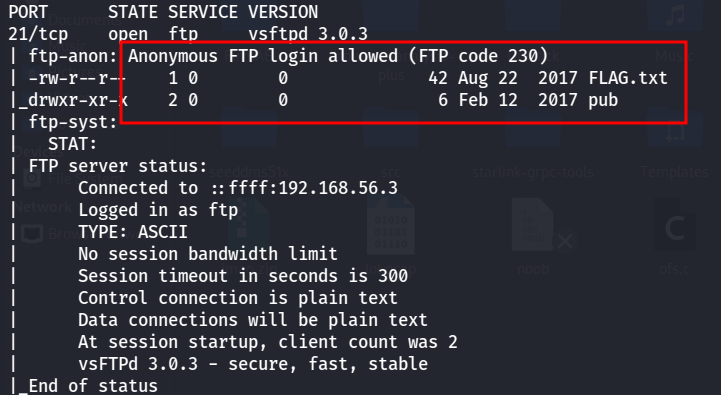 PORT      STATE SERVICE VERSION
21/tcp    open  ftp     vsftpd 3.0.3
| ftp-anon: Anonymous FTP login allowed (FTP code 230)
| -rw-r--r--    1 0        0              42 Aug 22  2017 FLAG.txt
|_drwxr-xr-x    2 0        0               6 Feb 12  2017 pub
| ftp-syst:
|   STAT:
| FTP server status:
|      Connected to ::ffff:192.168.56.3
|      Logged in as ftp
|      TYPE: ASCII
|      No session bandwidth limit
|      Session timeout in seconds is 300
|      Control connection is plain text
|      Data connections will be plain text
|      At session startup, client count was 2
|      vsFTPd 3.0.3 - secure, fast, stable
|_End of status